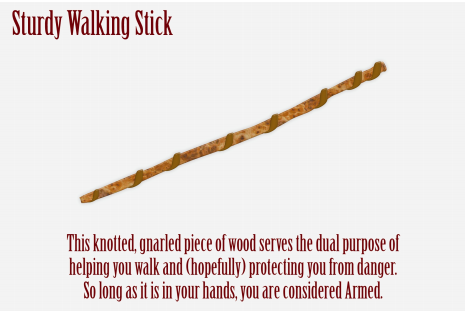 Sturdy Walking Stick
This knotted, gnarled piece of wood serves the dual purpose of
helping you walk and (hopefully) protecting you from danger.
So long as it is in your hands, you are considered Armed.